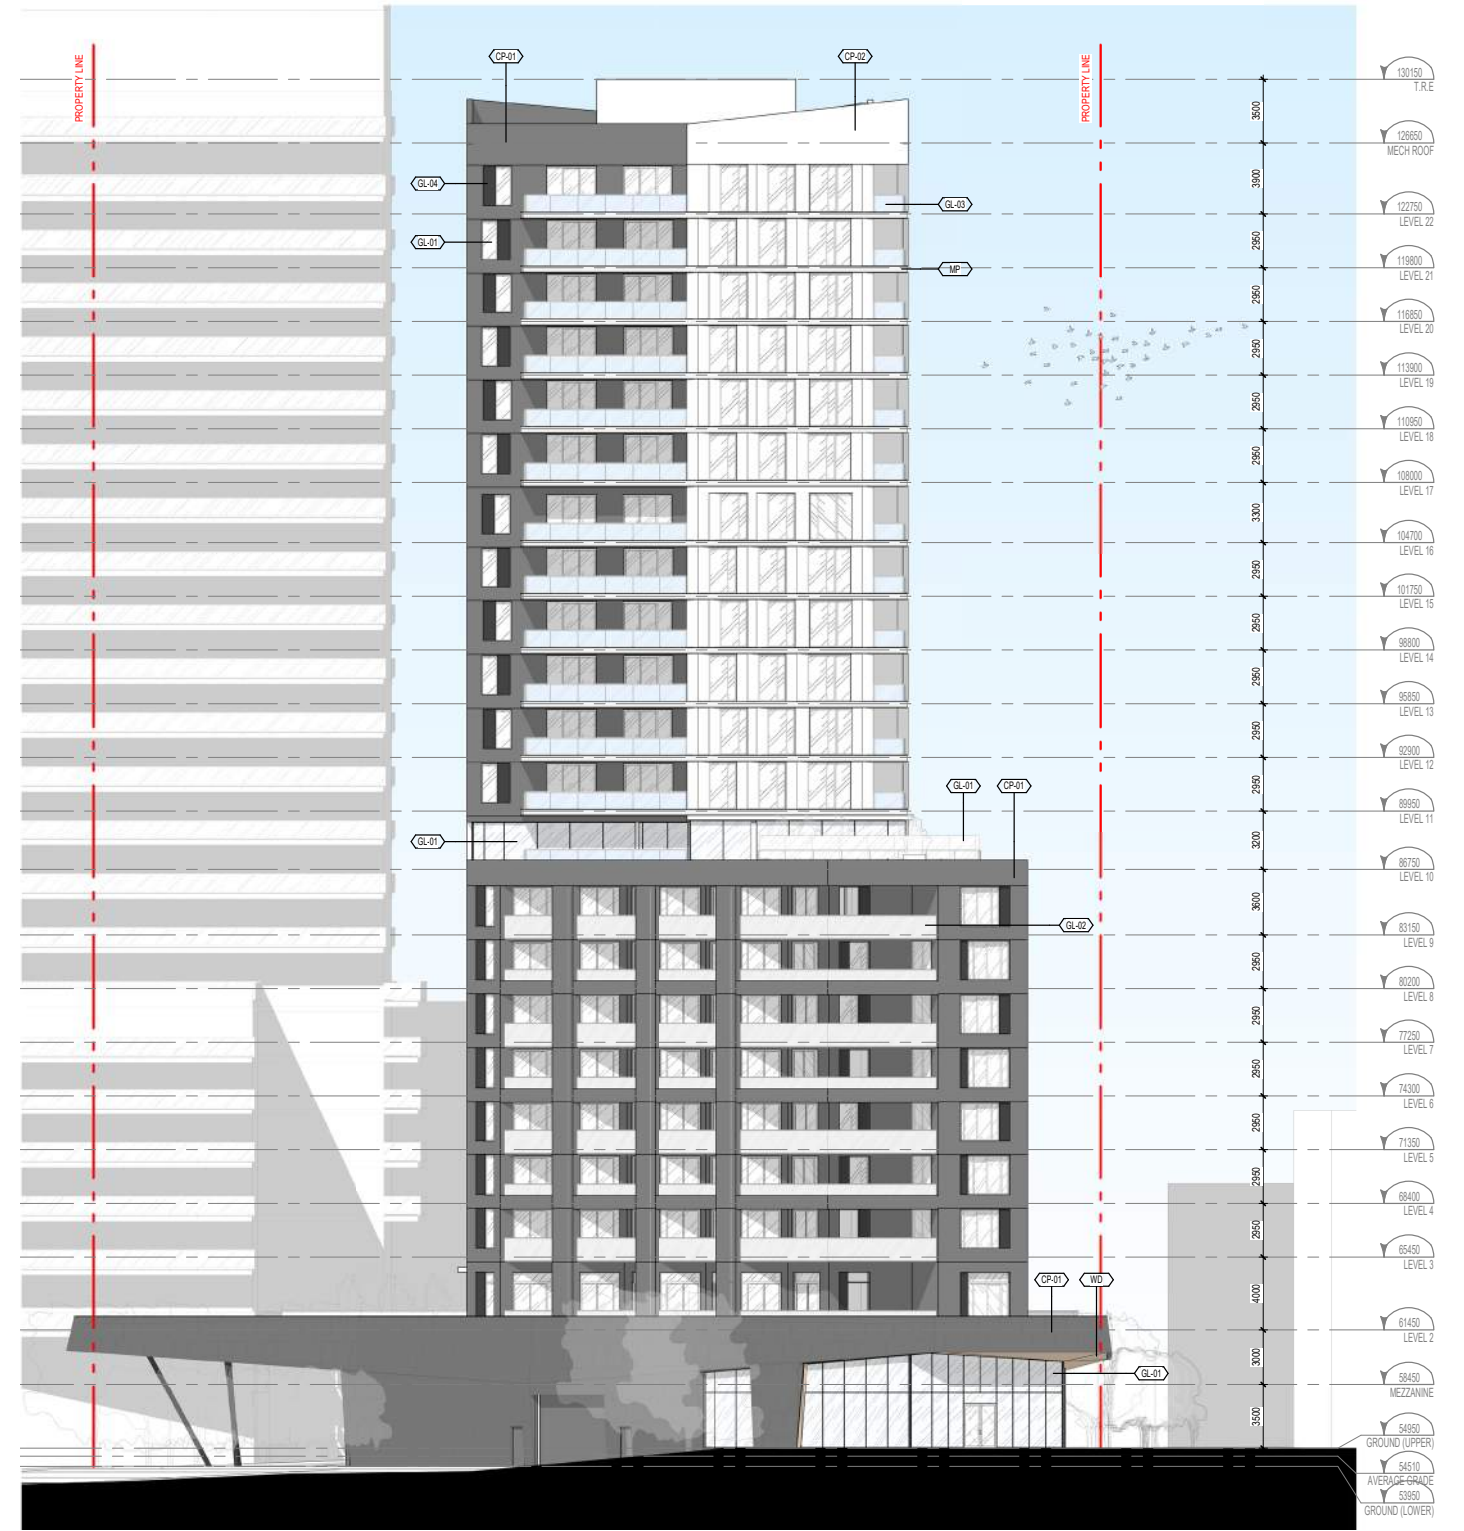 PROPERTY LINE
CP-01
CP-02
PROPERTY LINE
130150
T.R.E
3500
126650
MECH ROOF
3900
GL-04
GL-03
122750
LEVEL 22
2950
GL-01
MP
119800
LEVEL 21
2950
116850
LEVEL 20
2950
113900
LEVEL 19
2950
110950
LEVEL 18
2950
108000
LEVEL 17
3300
104700
LEVEL 16
2950
101750
LEVEL 15
2950
98800
LEVEL 14
2950
95850
LEVEL 13
2950
92900
LEVEL 12
2950
GL-01
CP-01
89950
LEVEL 11
3200
GL-01
86750
LEVEL 10
3600
GL-02
83150
LEVEL 9
2950
80200
LEVEL 8
2950
77250
LEVEL 7
2950
74300
LEVEL 6
2950
71350
LEVEL 5
2950
68400
LEVEL 4
2950
65450
LEVEL 3
CP-01
WD
4000
61450
LEVEL 2
3000
GL-01
58450
MEZZANINE
3500
54950
GROUND (UPPER)
54510
AVERAGE GRADE
53950
GROUND (LOWER)